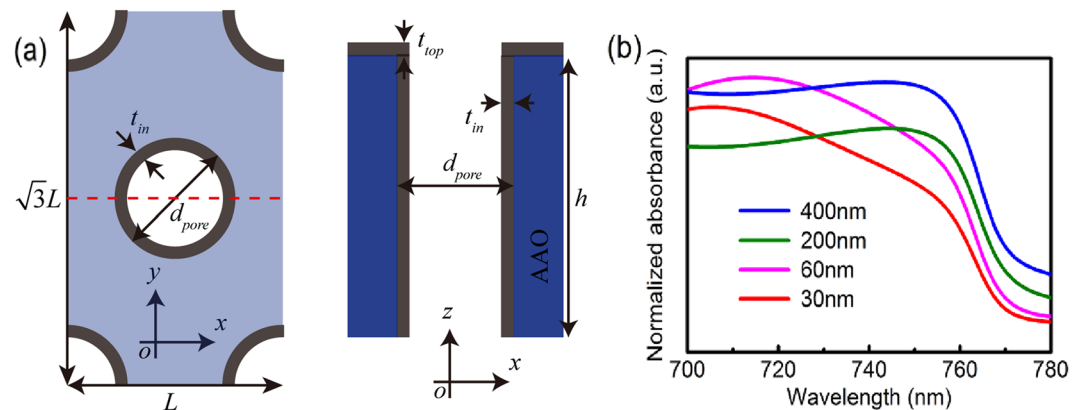 (a)
t_in
√3L
d_pore
y
x
o
L
t_top
t_in
d_pore
h
AAO
z
o
x
(b)
Normalized absorbance (a.u.)
400nm
200nm
60nm
30nm
700 720 740 760 780
Wavelength (nm)